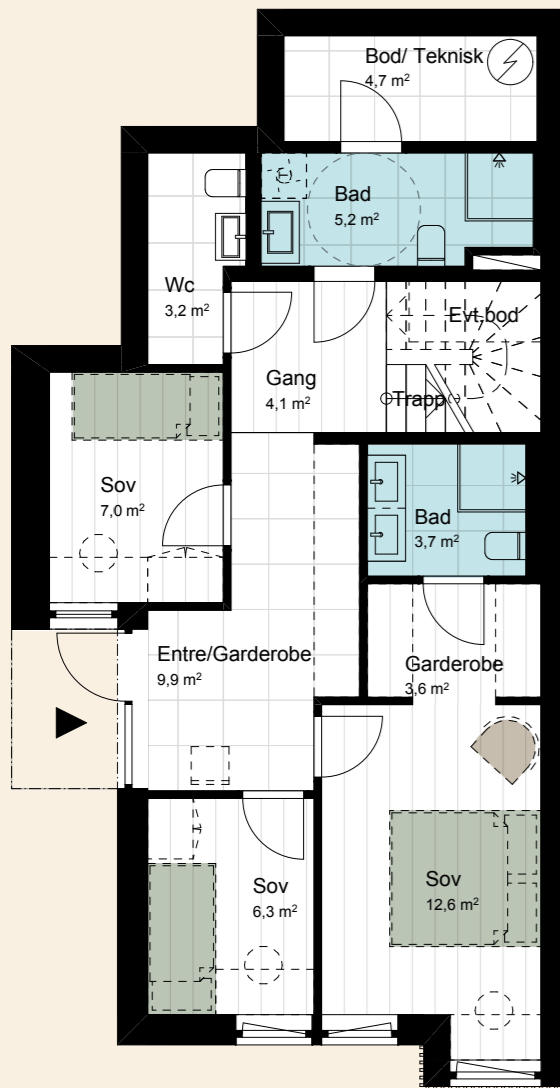 Bod/ Teknisk
4,7 m²
Bad
5,2 m²
Wc
3,2 m²
Evt.bod
Gang
4,1 m²
Trapp
Sov
7,0 m²
Bad
3,7 m²
Entre/Garderobe
9,9 m²
Garderobe
3,6 m²
Sov
6,3 m²
Sov
12,6 m²